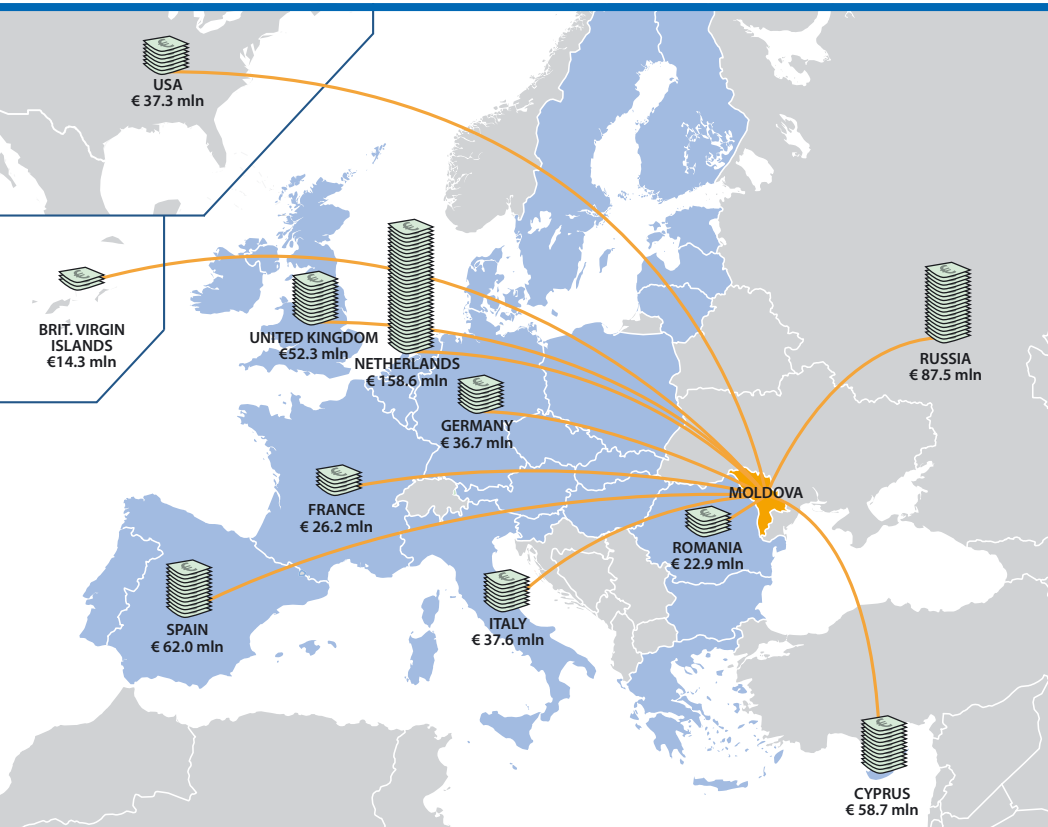 USA
€ 37.3 mln
BRIT. VIRGIN
ISLANDS
€14.3 mln
UNITED KINGDOM
€52.3 mln
NETHERLANDS
€ 158.6 mln
RUSSIA
€ 87.5 mln
GERMANY
€ 36.7 mln
MOLDOVA
FRANCE
€ 26.2 mln
ROMANIA
€ 22.9 mln
SPAIN
€ 62.0 mln
ITALY
€ 37.6 mln
CYPRUS
€ 58.7 mln